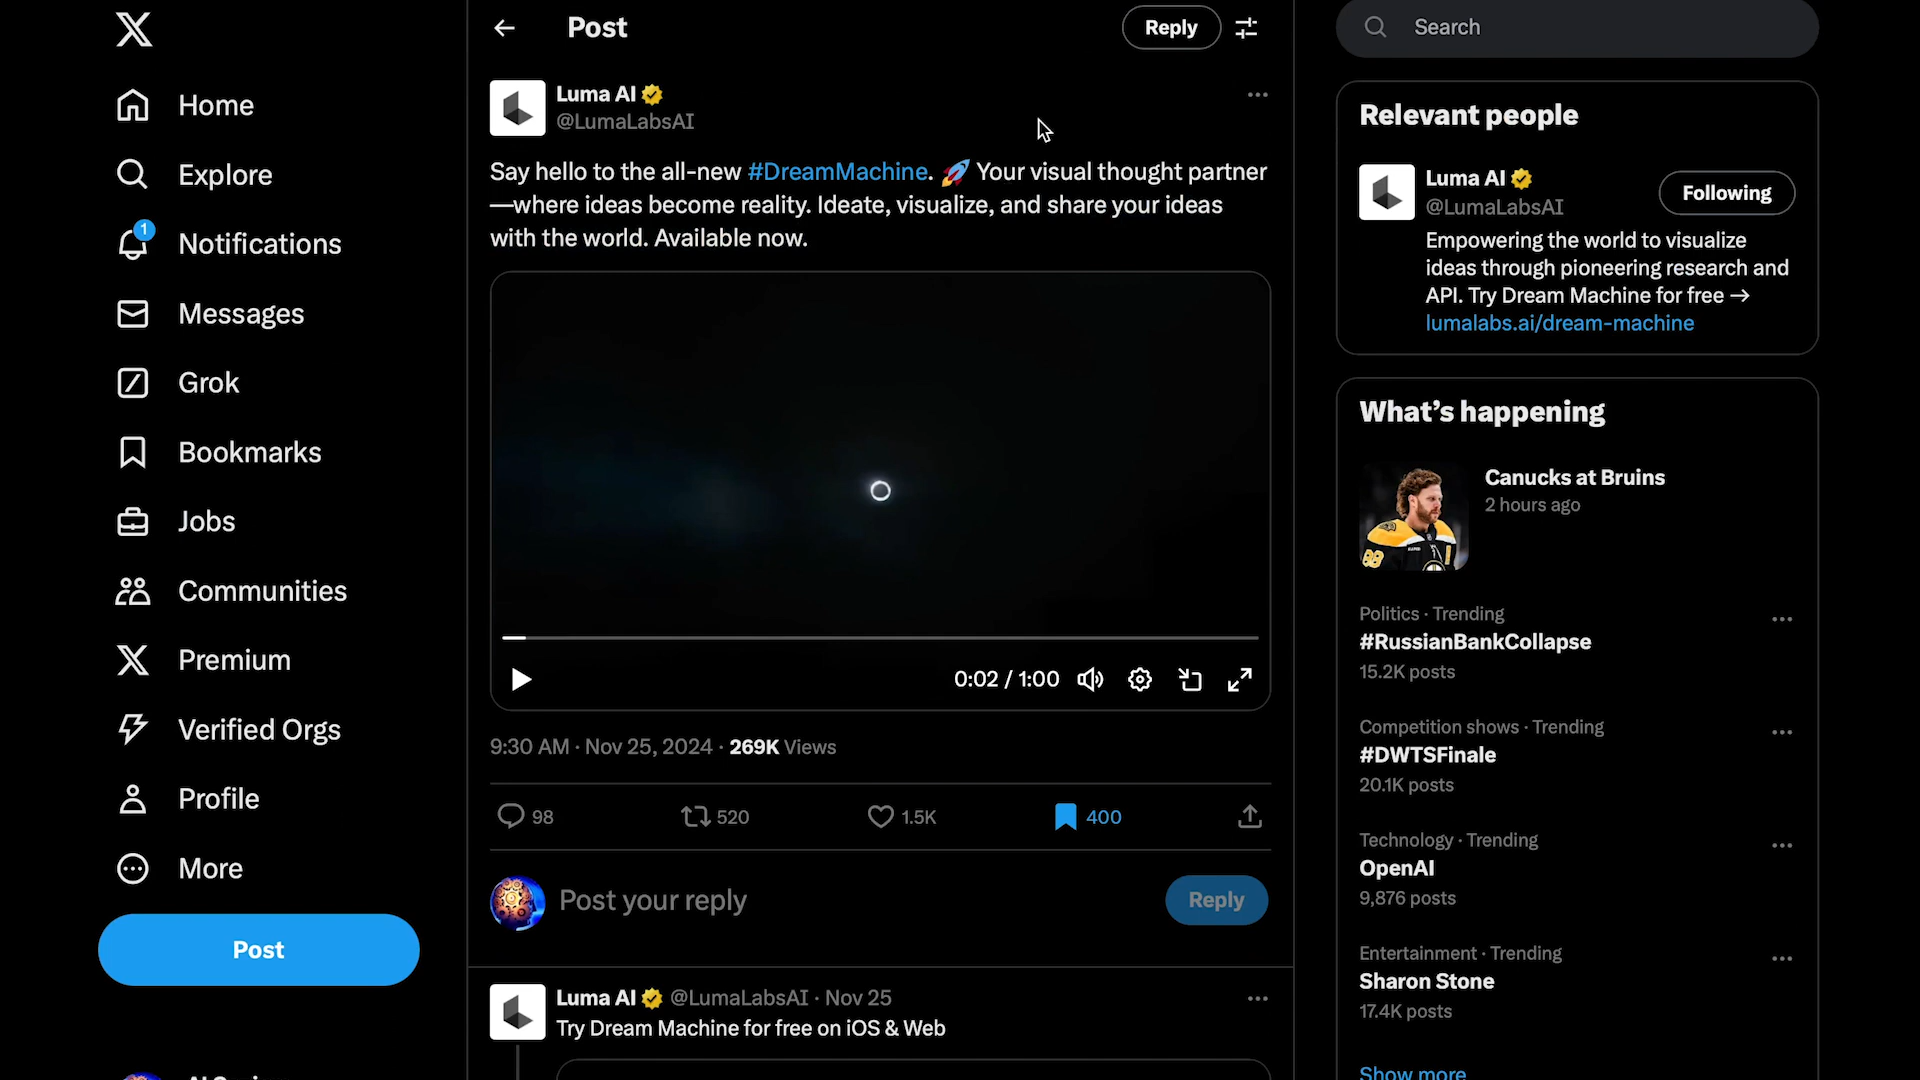 Home
Explore
1
Notifications
Messages
Grok
Bookmarks
Jobs
Communities
Premium
Verified Orgs
Profile
More
Post
Post
Reply
Luma AI
@LumaLabsAI
Say hello to the all-new #DreamMachine. 🚀 Your visual thought partner
—where ideas become reality. Ideate, visualize, and share your ideas
with the world. Available now.
0:02 / 1:00
9:30 AM · Nov 25, 2024 · 269K Views
98 520 1.5K 400
Post your reply
Reply
Luma AI @LumaLabsAI · Nov 25
Try Dream Machine for free on iOS & Web
Search
Relevant people
Luma AI
@LumaLabsAI
Following
Empowering the world to visualize
ideas through pioneering research and
API. Try Dream Machine for free →
lumalabs.ai/dream-machine
What's happening
Canucks at Bruins
2 hours ago
Politics · Trending
#RussianBankCollapse
15.2K posts
Competition shows · Trending
#DWTSFinale
20.1K posts
Technology · Trending
OpenAI
9,876 posts
Entertainment · Trending
Sharon Stone
17.4K posts
Show more